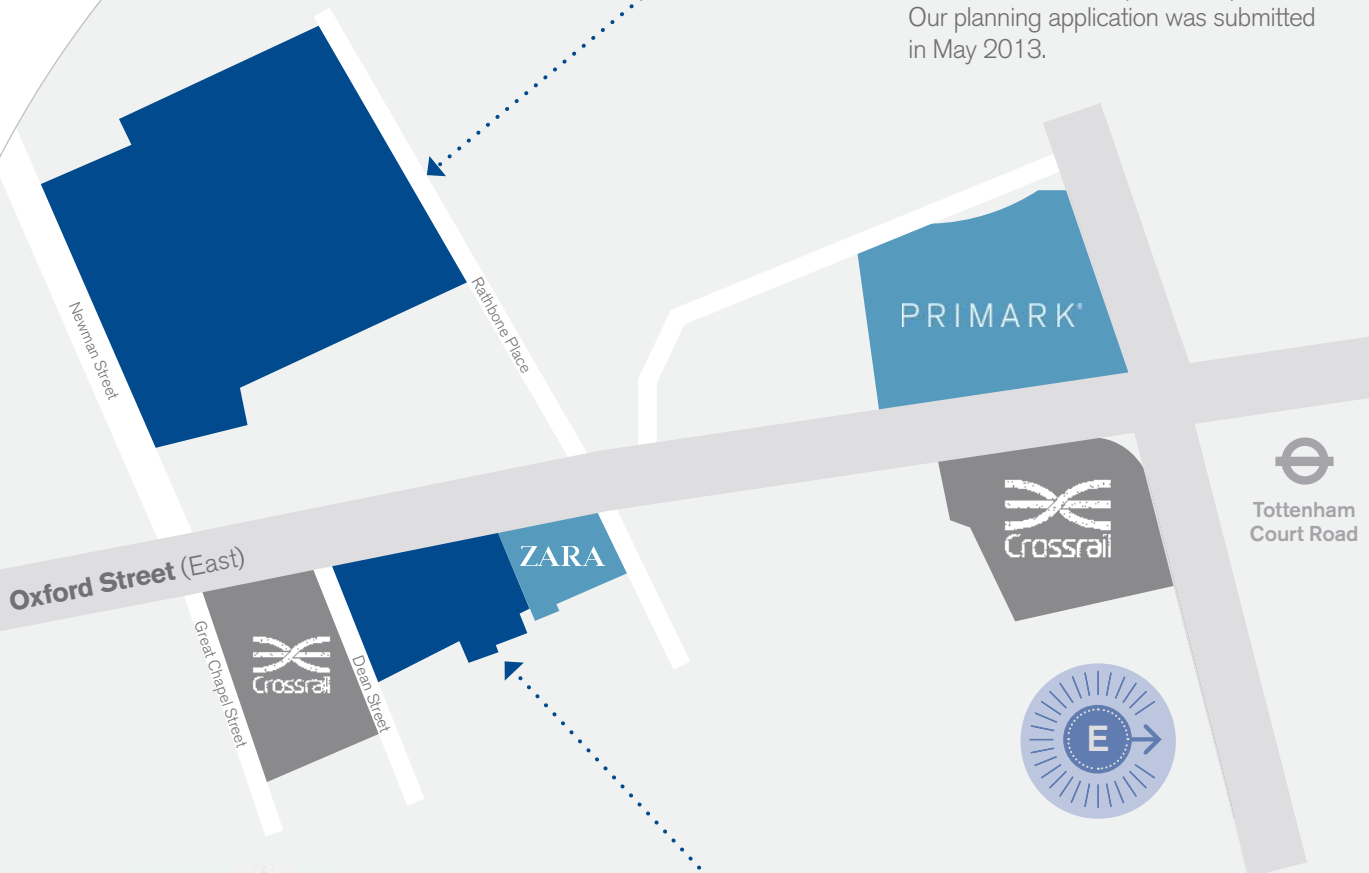 Our planning application was submitted
in May 2013.
Rathbone Place
Newman Street
PRIMARK®
Tottenham
Court Road
Crossrail
ZARA
Oxford Street (East)
Great Chapel Street
Crossrail
Dean Street
E